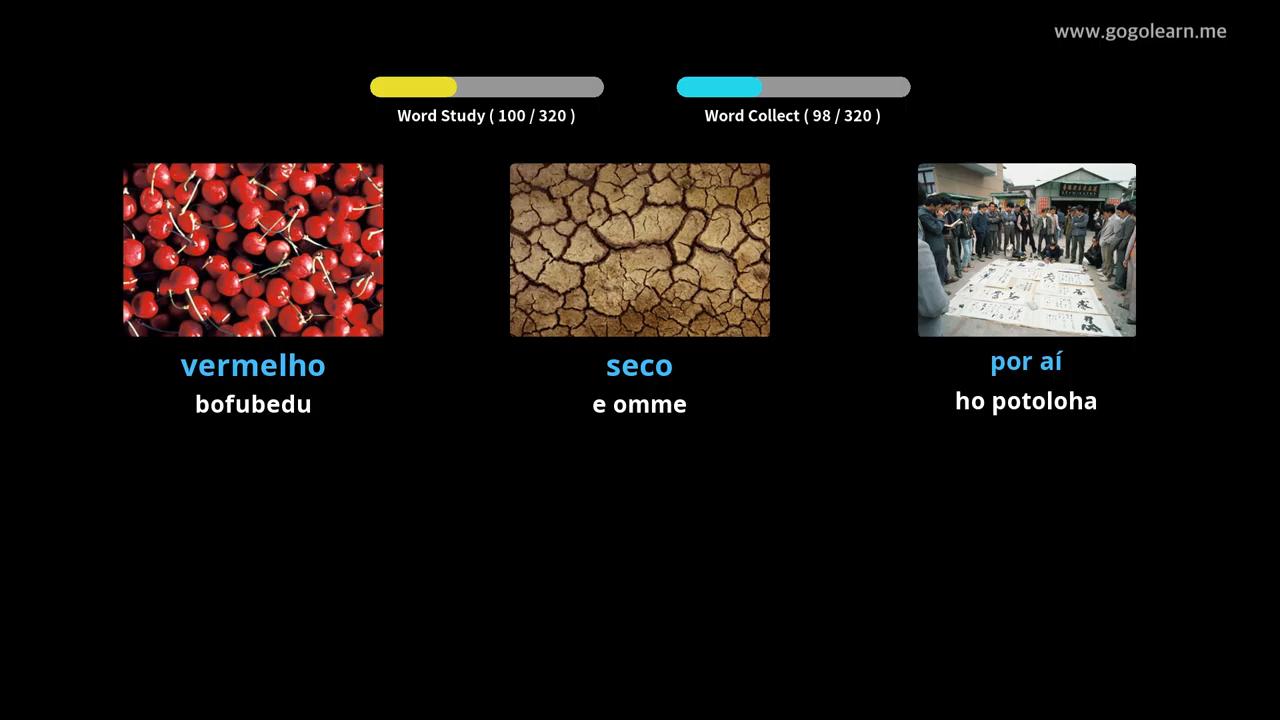 www.gogolearn.me
Word Study ( 100 / 320 )
Word Collect ( 98 / 320 )
vermelho
bofubedu
seco
e omme
por aí
ho potoloha